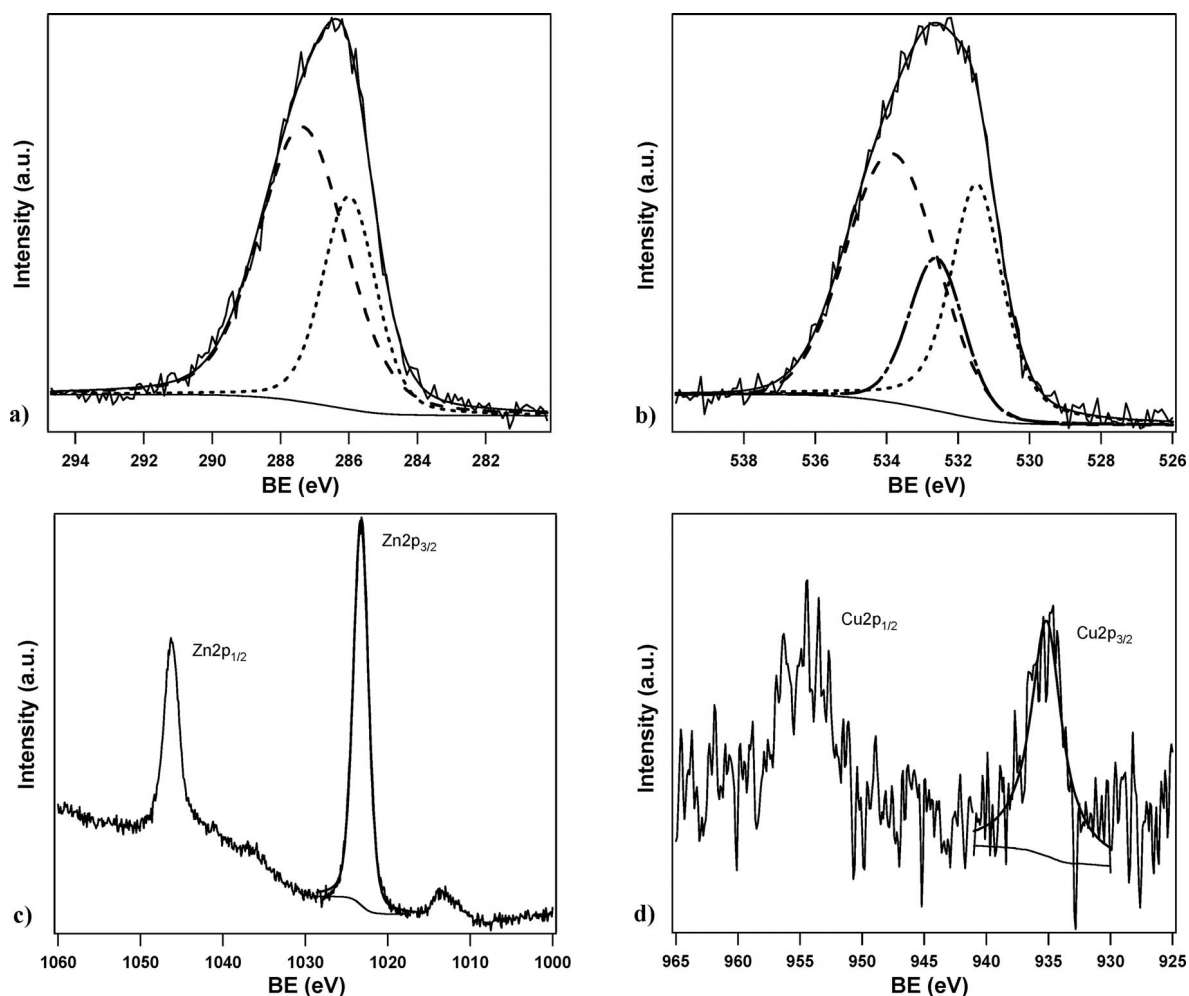 Intensity (a.u.)
a)
294 292 290 288 286 284 282
BE (eV)
Intensity (a.u.)
b)
538 536 534 532 530 528 526
BE (eV)
Intensity (a.u.)
Zn2p3/2
Zn2p1/2
c)
1060 1050 1040 1030 1020 1010 1000
BE (eV)
Intensity (a.u.)
Cu2p1/2
Cu2p3/2
d)
965 960 955 950 945 940 935 930 925
BE (eV)